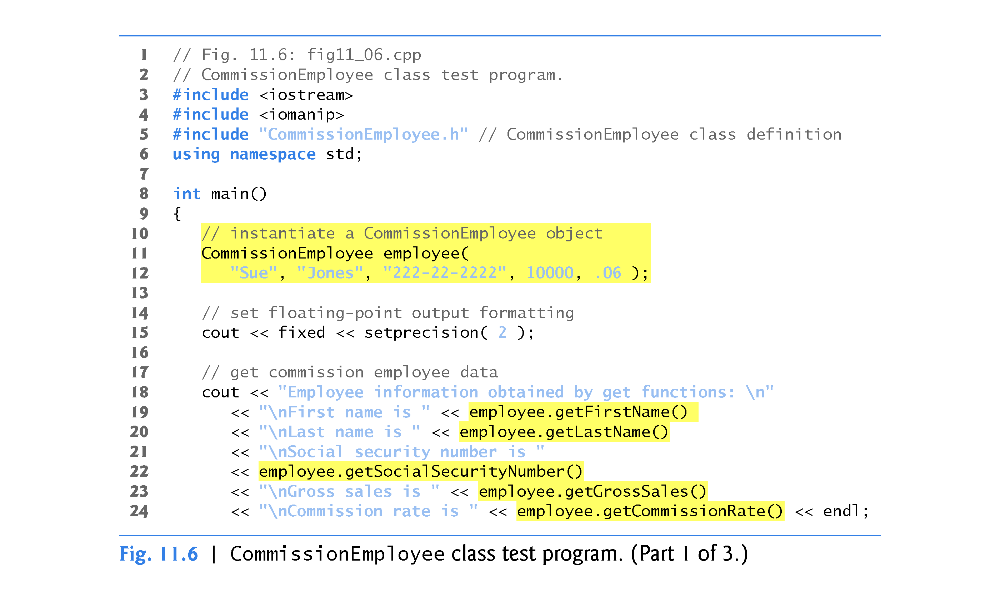 1 // Fig. 11.6: fig11_06.cpp
2 // CommissionEmployee class test program.
3 #include <iostream>
4 #include <iomanip>
5 #include "CommissionEmployee.h" // CommissionEmployee class definition
6 using namespace std;
7
8 int main()
9 {
10    // instantiate a CommissionEmployee object
11    CommissionEmployee employee(
12       "Sue", "Jones", "222-22-2222", 10000, .06 );
13
14    // set floating-point output formatting
15    cout << fixed << setprecision( 2 );
16
17    // get commission employee data
18    cout << "Employee information obtained by get functions: \n"
19       << "\nFirst name is " << employee.getFirstName()
20       << "\nLast name is " << employee.getLastName()
21       << "\nSocial security number is "
22       << employee.getSocialSecurityNumber()
23       << "\nGross sales is " << employee.getGrossSales()
24       << "\nCommission rate is " << employee.getCommissionRate() << endl;
Fig. 11.6 | CommissionEmployee class test program. (Part 1 of 3.)